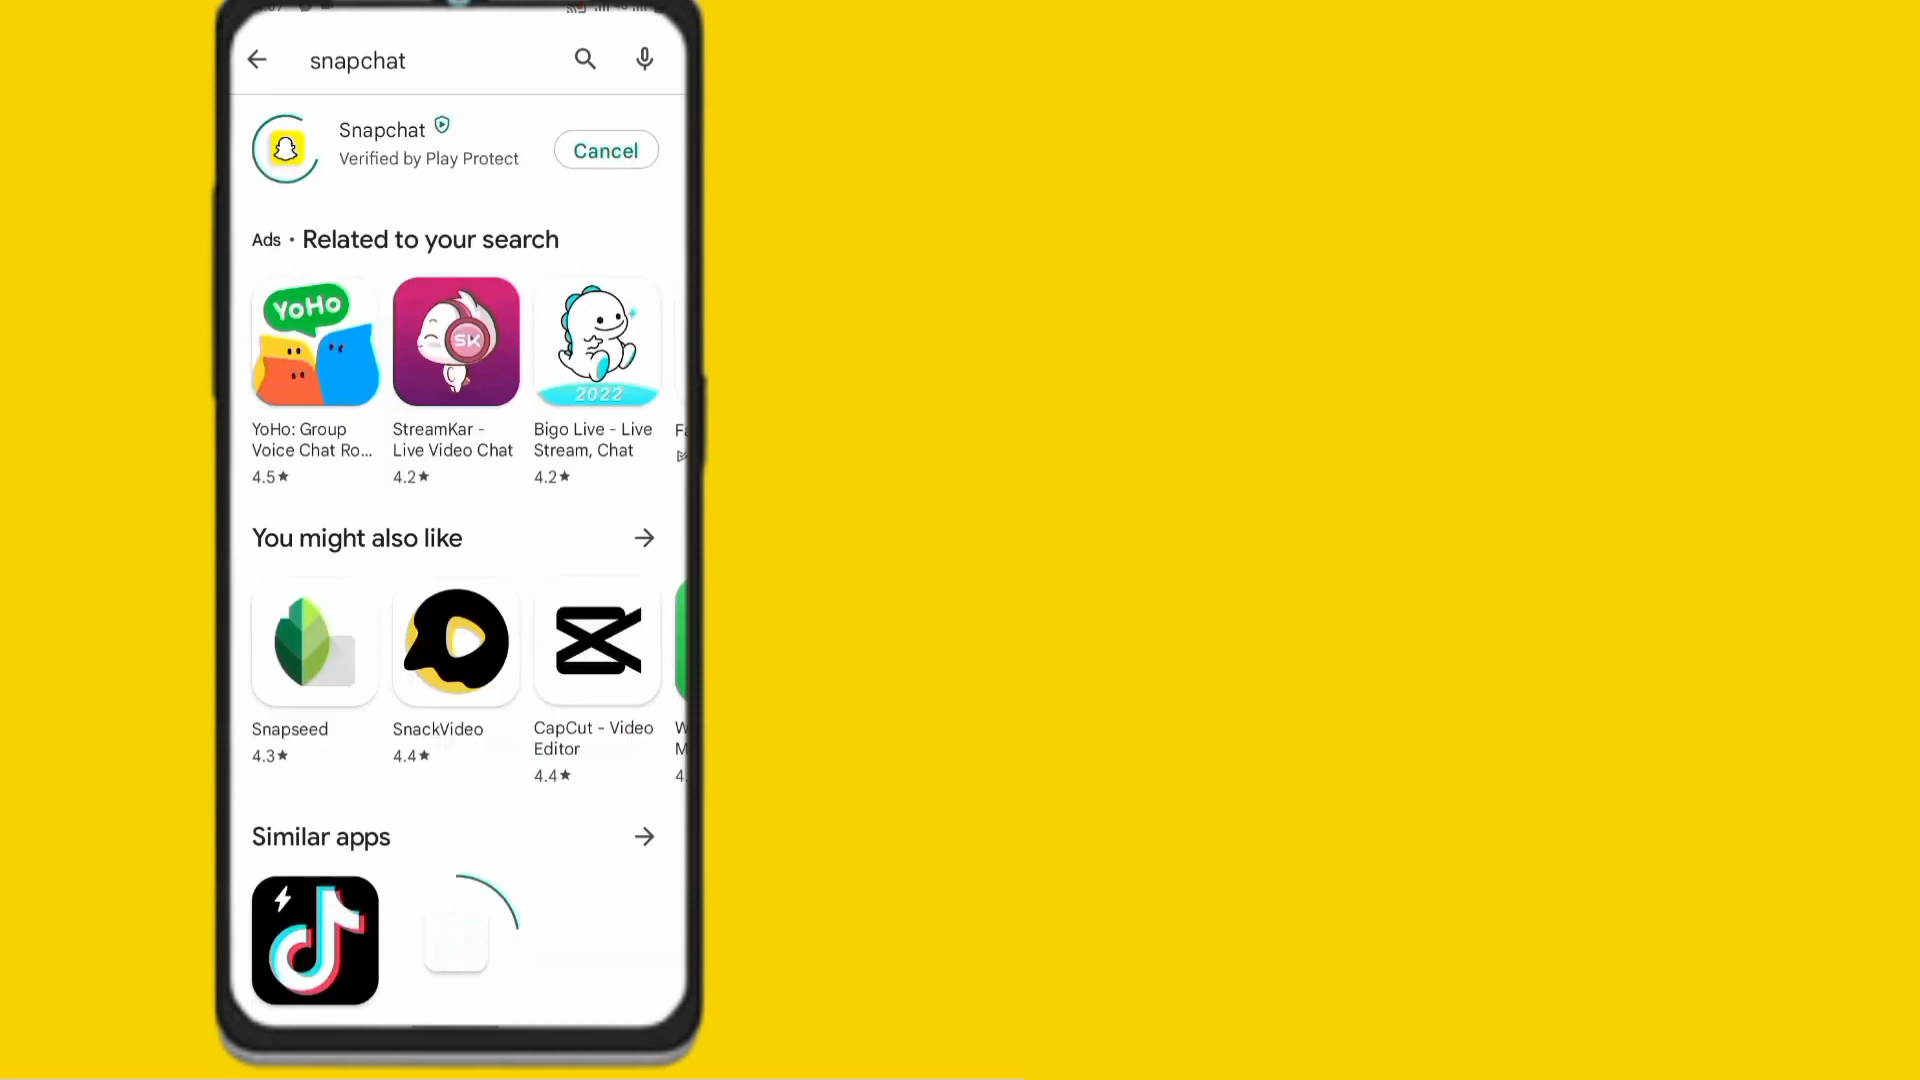 snapchat
Snapchat
Verified by Play Protect
Cancel
Ads • Related to your search
YoHo
SK
2022
YoHo: Group
Voice Chat Ro...
4.5★
StreamKar -
Live Video Chat
4.2★
Bigo Live - Live
Stream, Chat
4.2★
You might also like
Snapseed
4.3★
SnackVideo
4.4★
CapCut - Video
Editor
4.4★
Similar apps